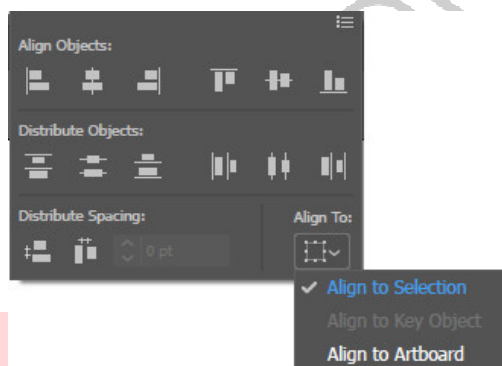 Align Objects:
Distribute Objects:
Distribute Spacing:
Align To:
0 pt
Align to Selection
Align to Key Object
Align to Artboard